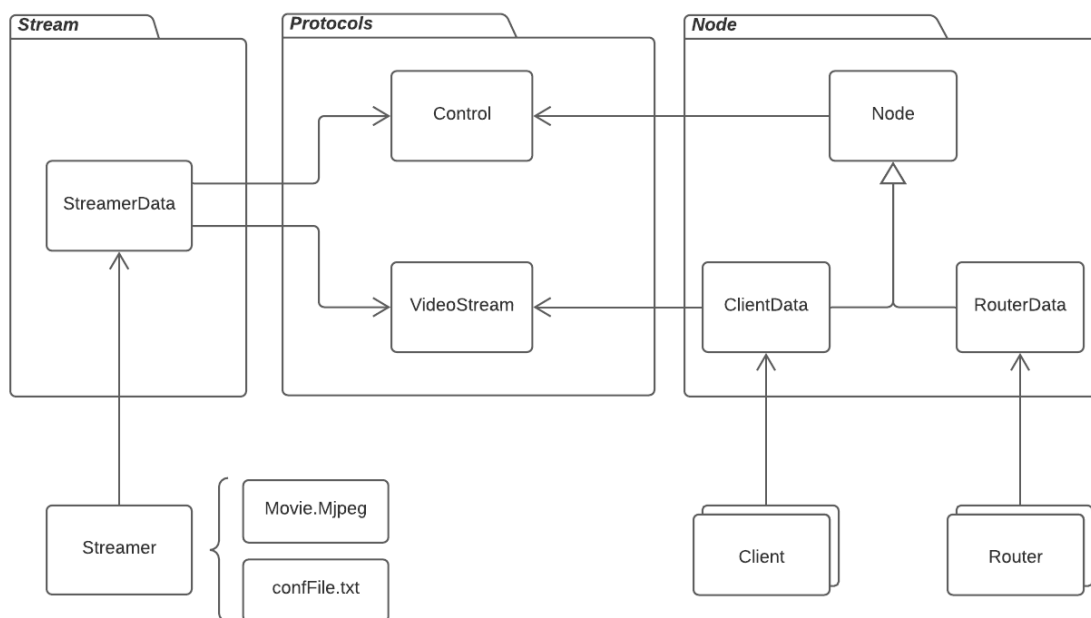 Stream
Protocols
Node
Control
Node
StreamerData
VideoStream
ClientData
RouterData
Movie.Mjpeg
Streamer
Client
Router
confFile.txt